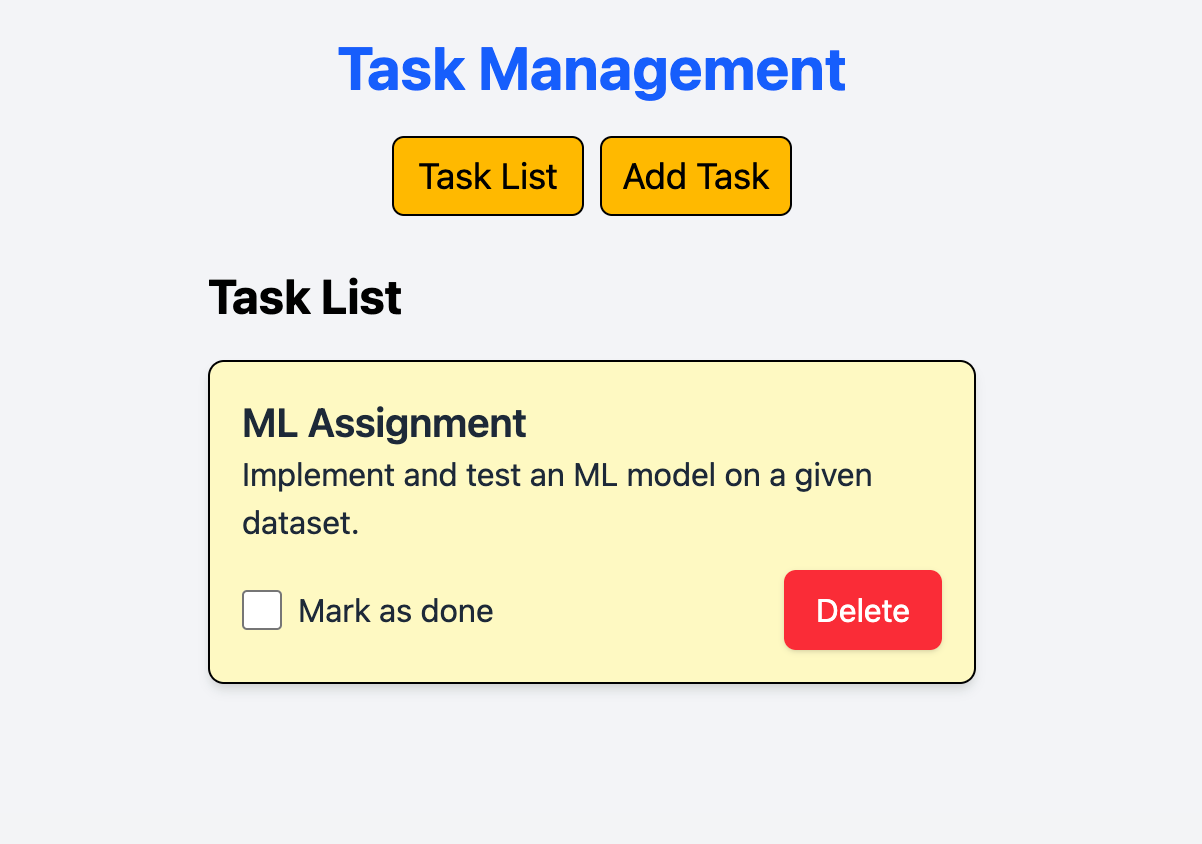 Task Management
Task List
Add Task
Task List
ML Assignment
Implement and test an ML model on a given
dataset.
Mark as done
Delete